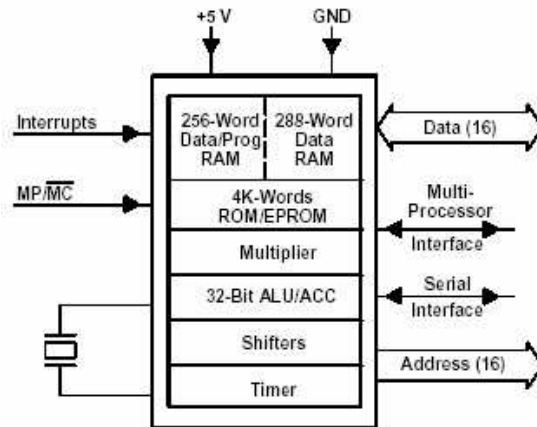 +5 V
GND
Interrupts
MP/M̅C̅
256-Word
Data/Prog
RAM
288-Word
Data
RAM
4K-Words
ROM/EPROM
Multiplier
32-Bit ALU/ACC
Shifters
Timer
Data (16)
Multi-
Processor
Interface
Serial
Interface
Address (16)